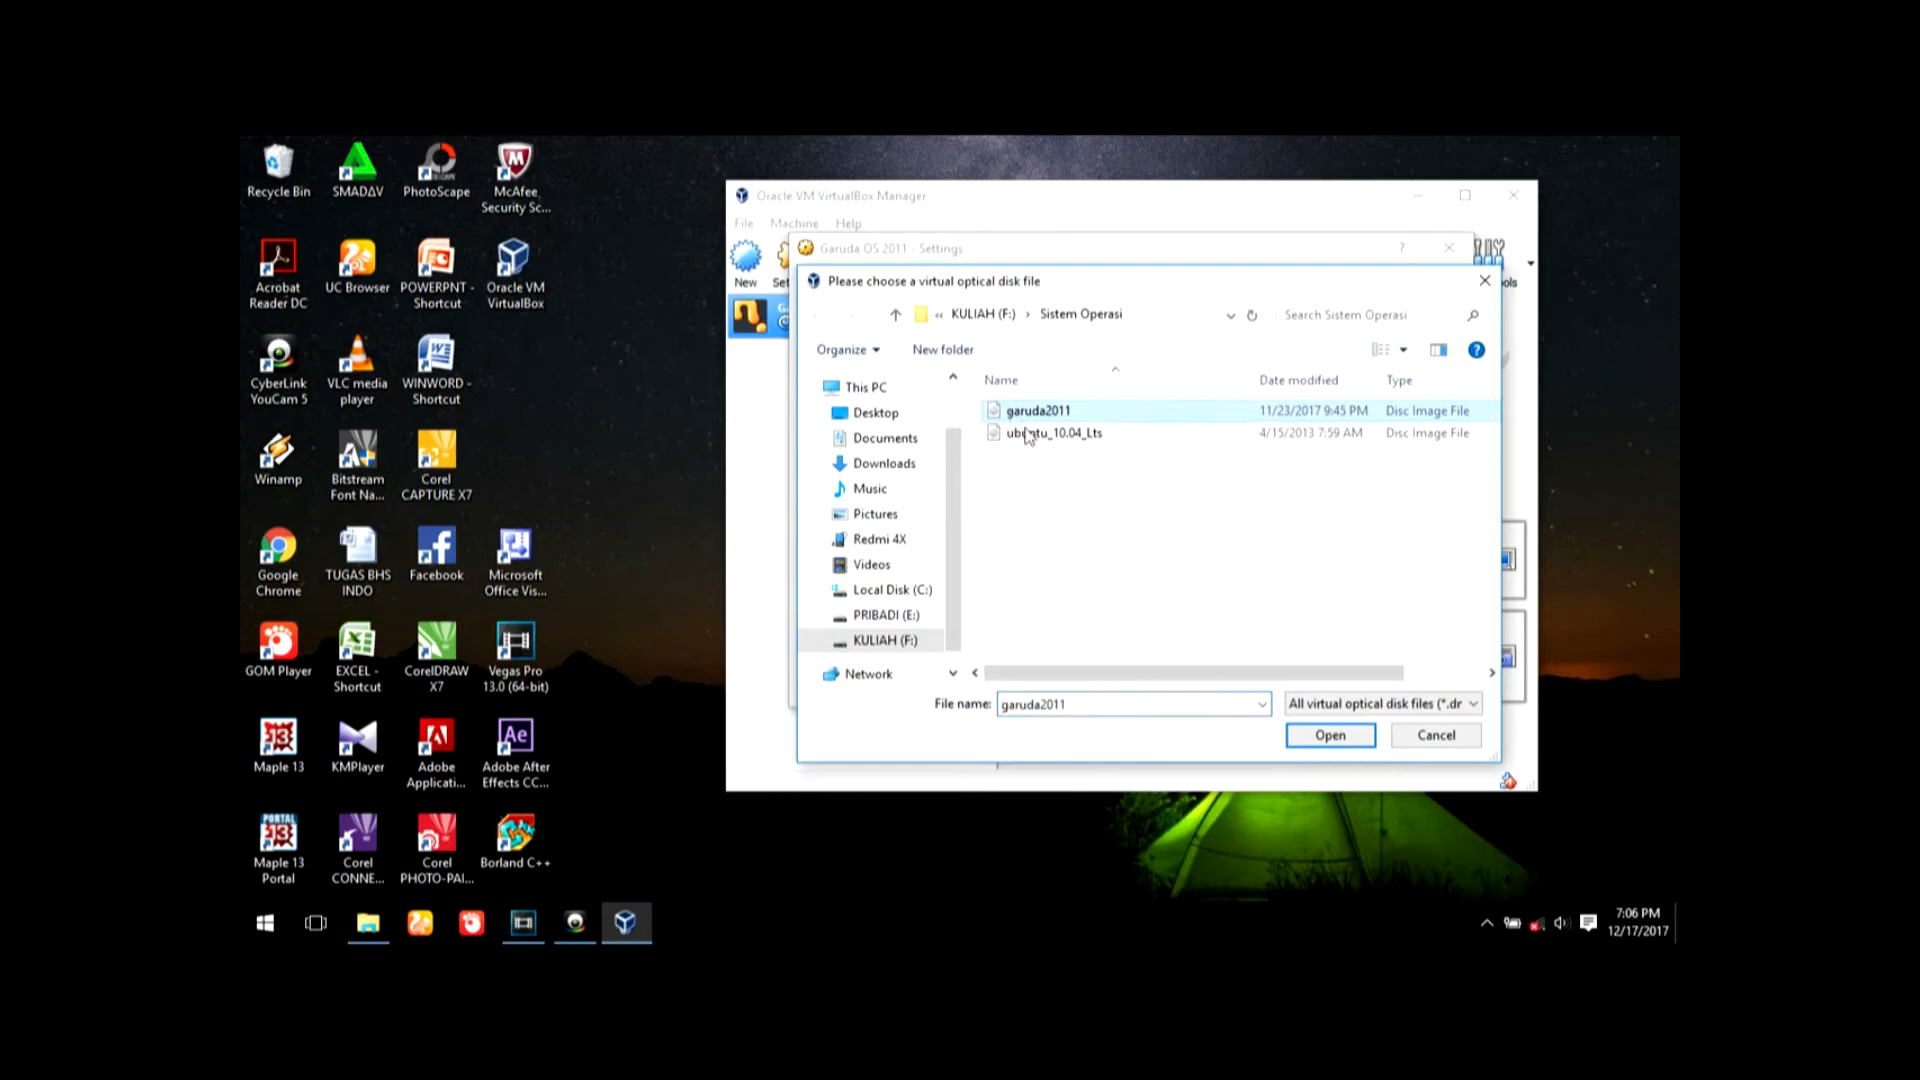 Recycle Bin
SMADΔV
PhotoScape
McAfee
Security Sc...
Acrobat
Reader DC
UC Browser
POWERPNT -
Shortcut
Oracle VM
VirtualBox
CyberLink
YouCam 5
VLC media
player
WINWORD -
Shortcut
Winamp
Bitstream
Font Na...
Corel
CAPTURE X7
Google
Chrome
TUGAS BHS
INDO
Facebook
Microsoft
Office Vis...
GOM Player
EXCEL -
Shortcut
CorelDRAW
X7
Vegas Pro
13.0 (64-bit)
Maple 13
KMPlayer
Adobe
Applicati...
Adobe After
Effects CC...
Maple 13
Portal
Corel
CONNE...
Corel
PHOTO-PAI...
Borland C++
Oracle VM VirtualBox Manager
File Machine Help
New
Garuda OS 2011 - Settings
Please choose a virtual optical disk file
« KULIAH (F:) › Sistem Operasi
Search Sistem Operasi
Organize
New folder
Name Date modified Type
garuda2011 11/23/2017 9:45 PM Disc Image File
ubuntu_10.04_Lts 4/15/2013 7:59 AM Disc Image File
This PC
Desktop
Documents
Downloads
Music
Pictures
Redmi 4X
Videos
Local Disk (C:)
PRIBADI (E:)
KULIAH (F:)
Network
File name: garuda2011
All virtual optical disk files (*.dr
Open
Cancel
7:06 PM
12/17/2017